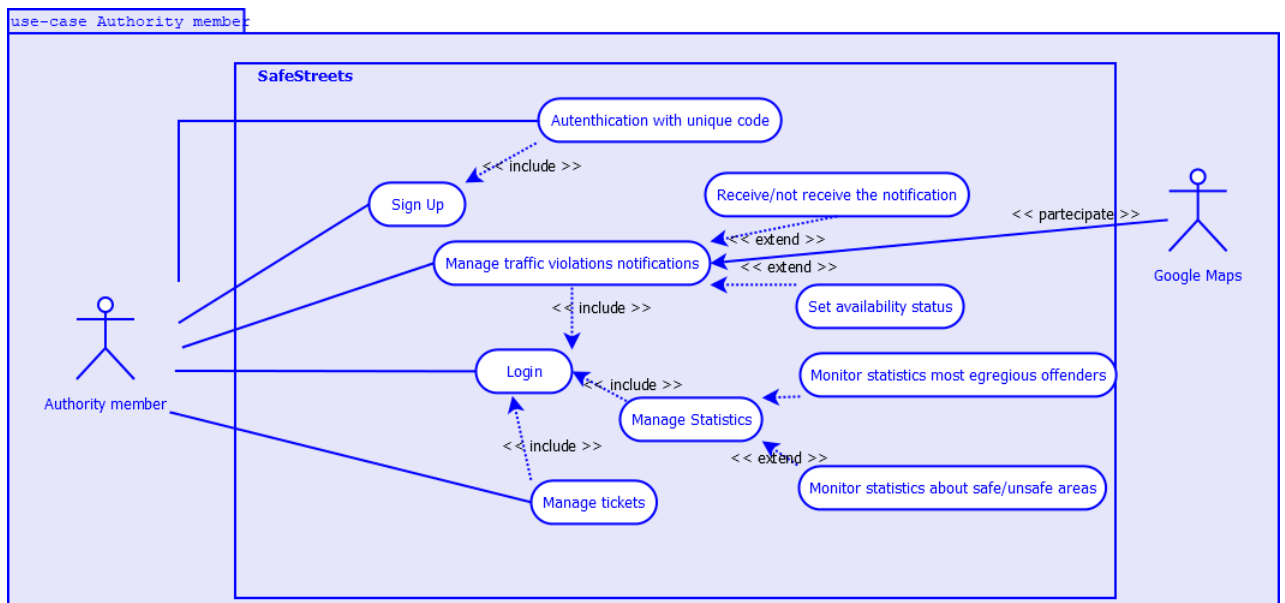 use-case Authority member
SafeStreets
Autenthication with unique code
<< include >>
Sign Up
Receive/not receive the notification
<< partecipate >>
<< extend >>
Manage traffic violations notifications
<< extend >>
Google Maps
<< include >>
Set availability status
Login
<< include >>
Monitor statistics most egregious offenders
Authority member
Manage Statistics
<< include >>
<< extend >>
Monitor statistics about safe/unsafe areas
Manage tickets